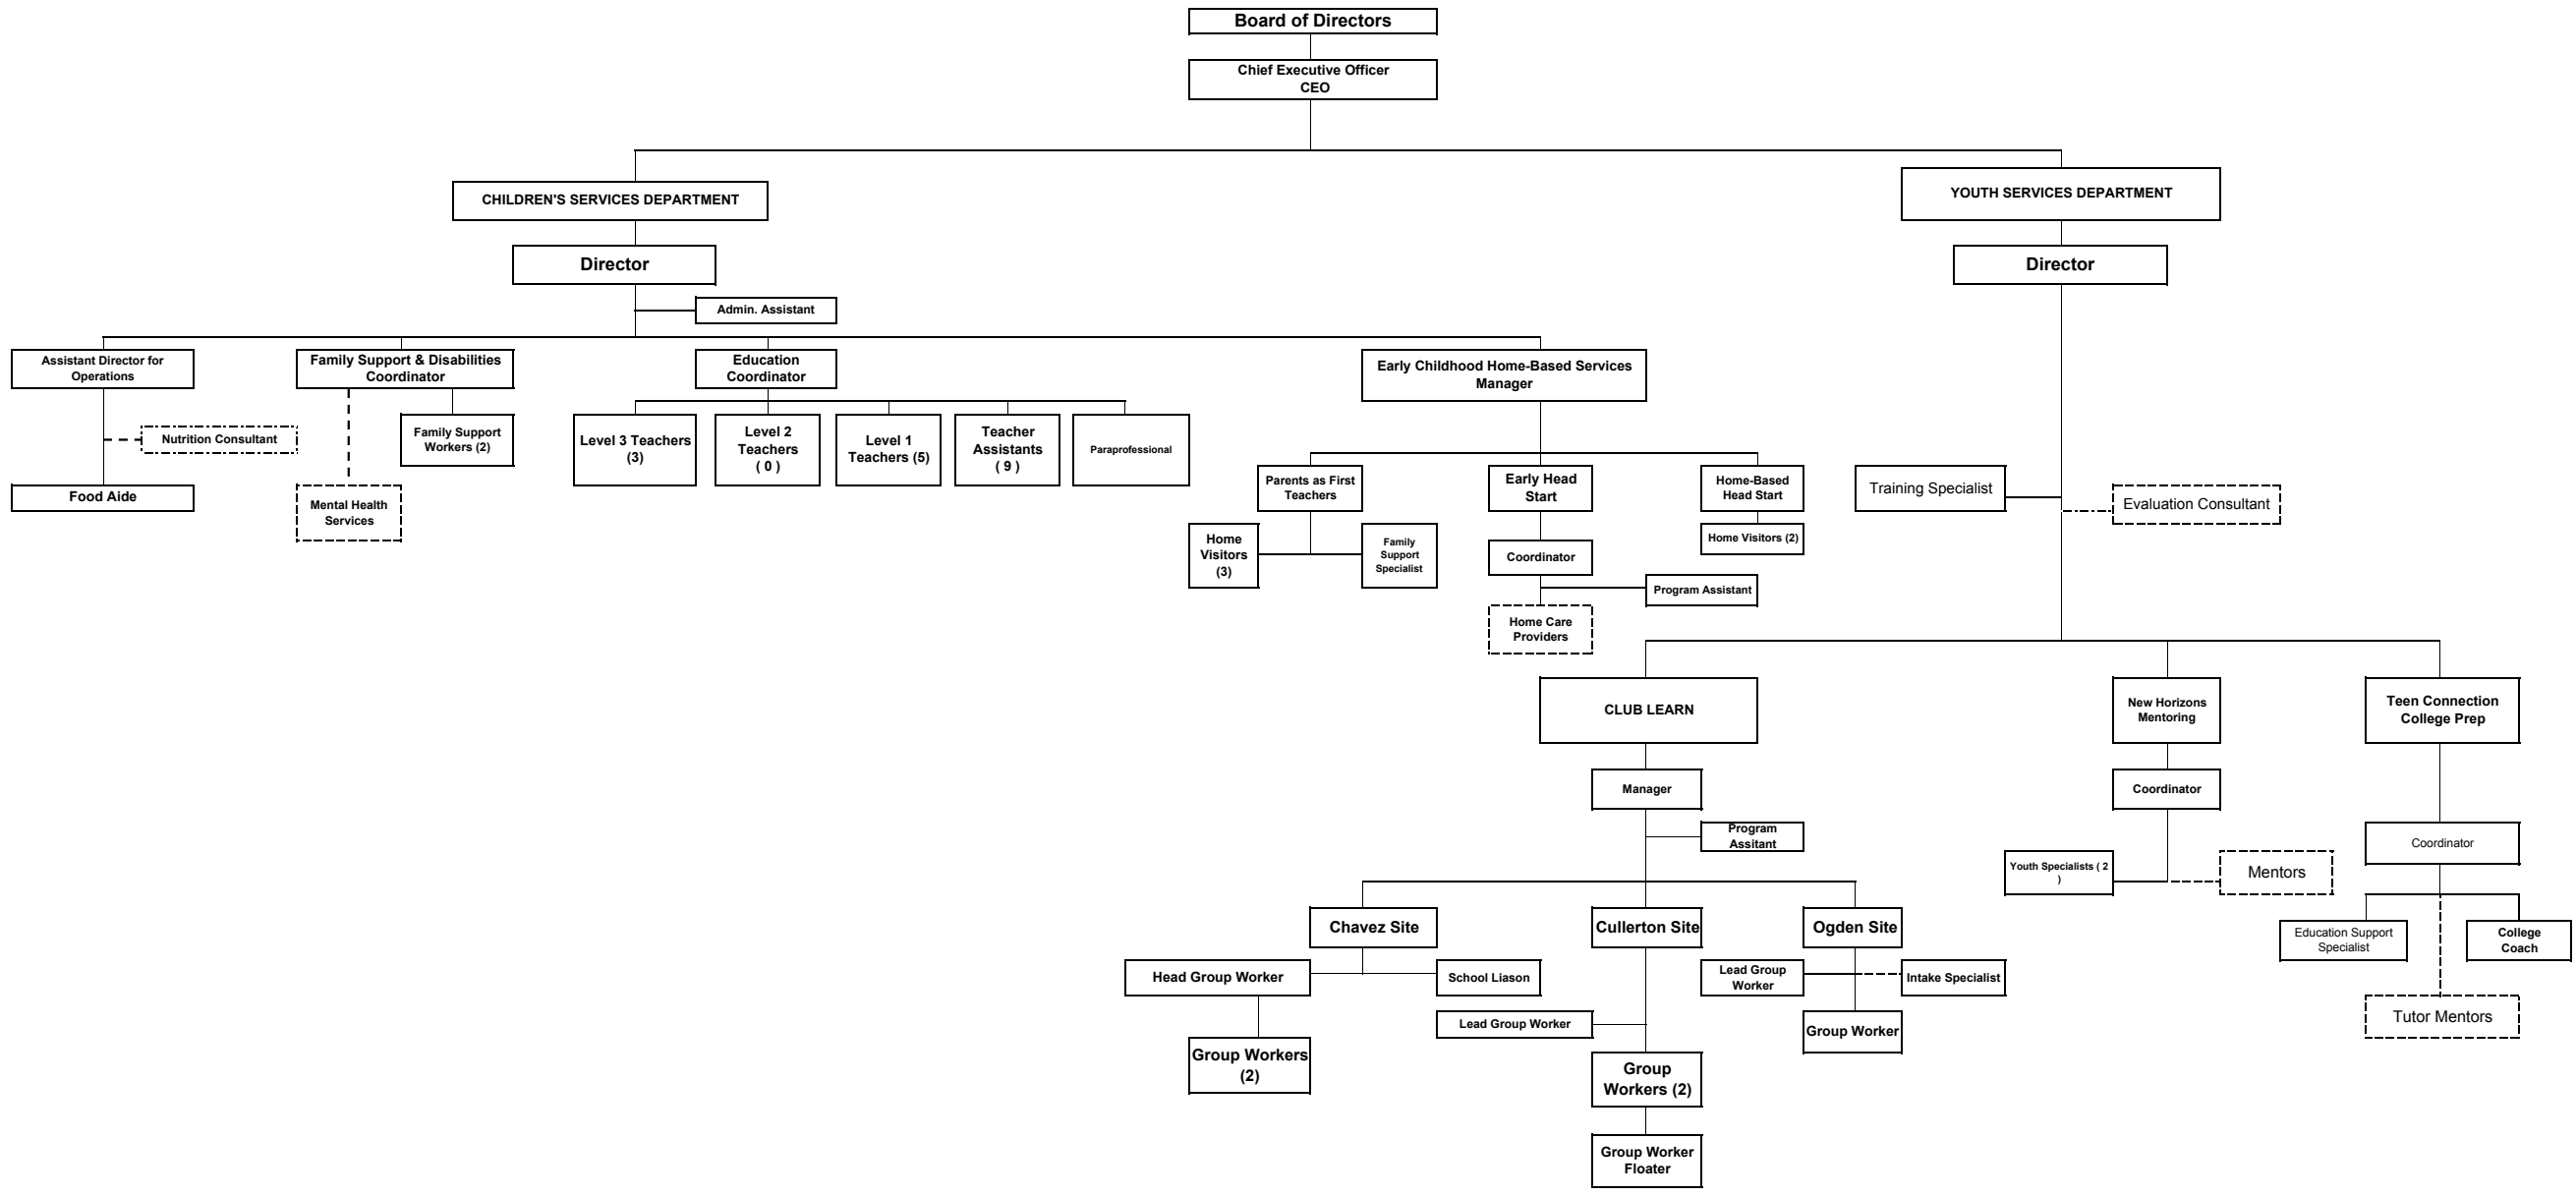 Board of Directors
Chief Executive Officer
CEO
CHILDREN'S SERVICES DEPARTMENT
YOUTH SERVICES DEPARTMENT
Director
Director
Admin. Assistant
Assistant Director for
Operations
Family Support & Disabilities
Coordinator
Education
Coordinator
Early Childhood Home-Based Services
Manager
Nutrition Consultant
Family Support
Workers (2)
Level 3 Teachers
(3)
Level 2
Teachers
( 0 )
Level 1
Teachers (5)
Teacher
Assistants
( 9 )
Paraprofessional
Food Aide
Mental Health
Services
Parents as First
Teachers
Early Head
Start
Home-Based
Head Start
Training Specialist
Evaluation Consultant
Home
Visitors
(3)
Family
Support
Specialist
Coordinator
Home Visitors (2)
Program Assistant
Home Care
Providers
CLUB LEARN
New Horizons
Mentoring
Teen Connection
College Prep
Manager
Coordinator
Program
Assitant
Coordinator
Youth Specialists ( 2
)
Mentors
Chavez Site
Cullerton Site
Ogden Site
Education Support
Specialist
College
Coach
Head Group Worker
School Liason
Lead Group
Worker
Intake Specialist
Lead Group Worker
Group Worker
Tutor Mentors
Group Workers
(2)
Group
Workers (2)
Group Worker
Floater